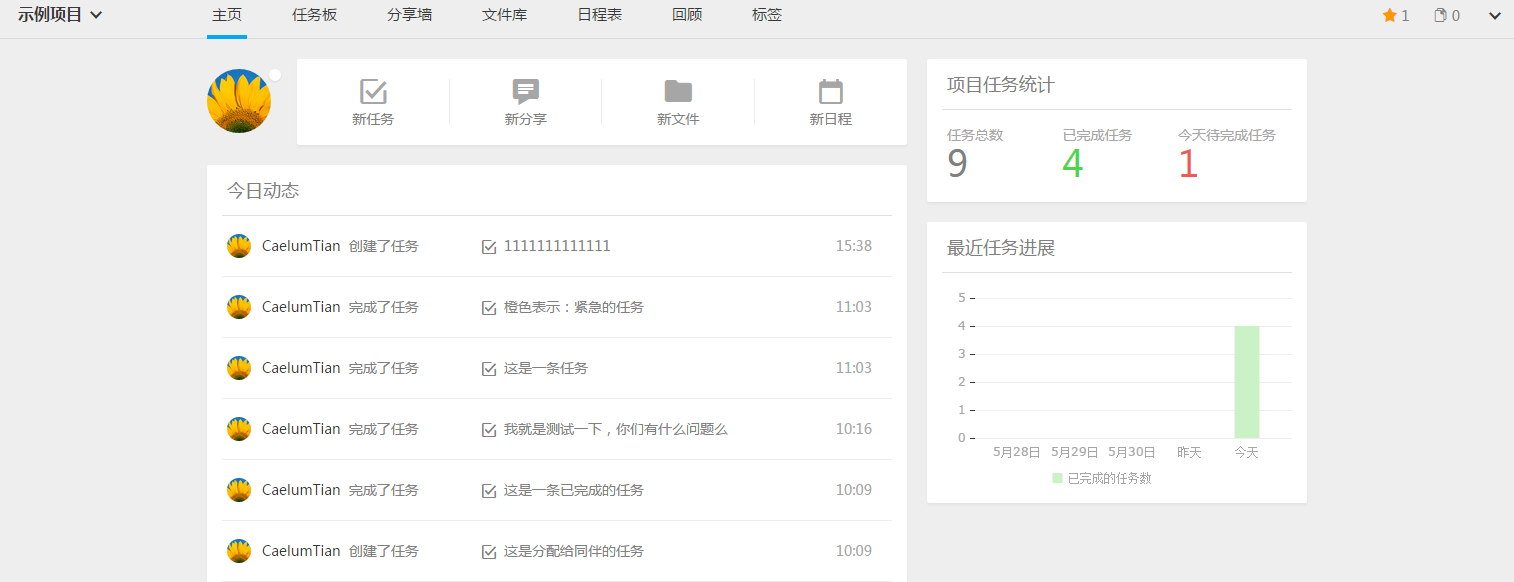 示例项目 主页 任务板 分享墙 文件库 日程表 回顾 标签 1 0
新任务 新分享 新文件 新日程
今日动态
CaelumTian 创建了任务 1111111111111 15:38
CaelumTian 完成了任务 橙色表示：紧急的任务 11:03
CaelumTian 完成了任务 这是一条任务 11:03
CaelumTian 完成了任务 我就是测试一下，你们有什么问题么 10:16
CaelumTian 完成了任务 这是一条已完成的任务 10:09
CaelumTian 创建了任务 这是分配给同伴的任务 10:09
项目任务统计
任务总数 已完成任务 今天待完成任务
9 4 1
最近任务进展
5
4
3
2
1
0
5月28日 5月29日 5月30日 昨天 今天
已完成的任务数